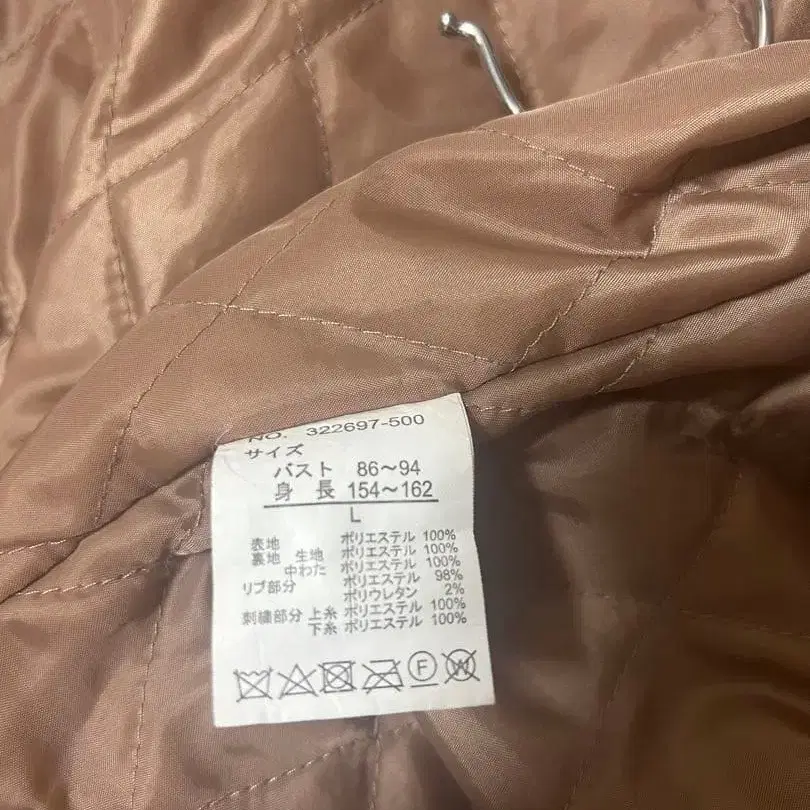 NO. 322697-500
サイズ
バスト 86～94
身長 154～162
L
表地 ポリエステル 100%
裏地 生地 ポリエステル 100%
中わた ポリエステル 100%
リブ部分 ポリエステル 98%
ポリウレタン 2%
刺繍部分 上糸 ポリエステル 100%
下糸 ポリエステル 100%
F W